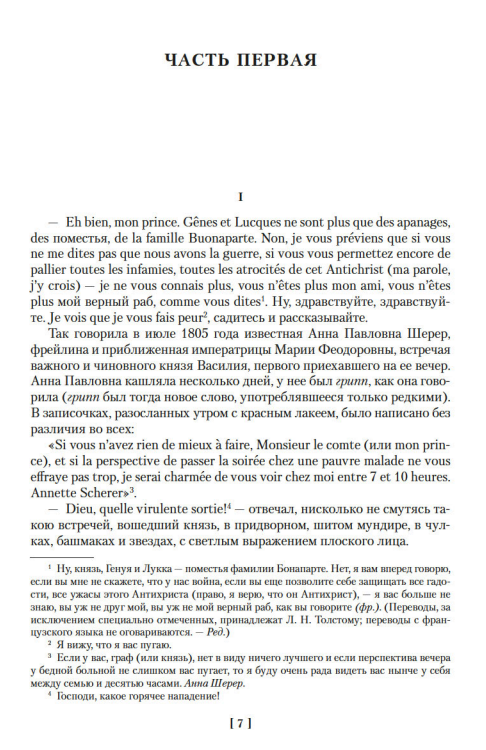 ЧАСТЬ ПЕРВАЯ
I
— Eh bien, mon prince. Gênes et Lucques ne sont plus que des apanages,
des поместья, de la famille Buonaparte. Non, je vous préviens que si vous
ne me dites pas que nous avons la guerre, si vous vous permettez encore de
pallier toutes les infamies, toutes les atrocités de cet Antichrist (ma parole,
j’y crois) — je ne vous connais plus, vous n’êtes plus mon ami, vous n’êtes
plus мой верный раб, comme vous dites¹. Ну, здравствуйте, здравствуй-
те. Je vois que je vous fais peur², садитесь и рассказывайте.
Так говорила в июле 1805 года известная Анна Павловна Шерер,
фрейлина и приближенная императрицы Марии Феодоровны, встречая
важного и чиновного князя Василия, первого приехавшего на ее вечер.
Анна Павловна кашляла несколько дней, у нее был грипп, как она гово-
рила (грипп был тогда новое слово, употреблявшееся только редкими).
В записочках, разосланных утром с красным лакеем, было написано без
различия во всех:
«Si vous n’avez rien de mieux à faire, Monsieur le comte (или mon prin-
ce), et si la perspective de passer la soirée chez une pauvre malade ne vous
effraye pas trop, je serai charmée de vous voir chez moi entre 7 et 10 heures.
Annette Scherer»³.
— Dieu, quelle virulente sortie!⁴ — отвечал, нисколько не смутясь та-
кою встречей, вошедший князь, в придворном, шитом мундире, в чул-
ках, башмаках и звездах, с светлым выражением плоского лица.
¹ Ну, князь, Генуя и Лукка — поместья фамилии Бонапарте. Нет, я вам вперед говорю,
если вы мне не скажете, что у нас война, если вы еще позволите себе защищать все гадо-
сти, все ужасы этого Антихриста (право, я верю, что он Антихрист), — я вас больше не
знаю, вы уж не друг мой, вы уж не мой верный раб, как вы говорите (фр.). (Переводы, за
исключением специально отмеченных, принадлежат Л. Н. Толстому; переводы с фран-
цузского языка не оговариваются. — Ред.)
² Я вижу, что я вас пугаю.
³ Если у вас, граф (или князь), нет в виду ничего лучшего и если перспектива вечера
у бедной больной не слишком вас пугает, то я буду очень рада видеть вас нынче у себя
между семью и десятью часами. Анна Шерер.
⁴ Господи, какое горячее нападение!
[ 7 ]